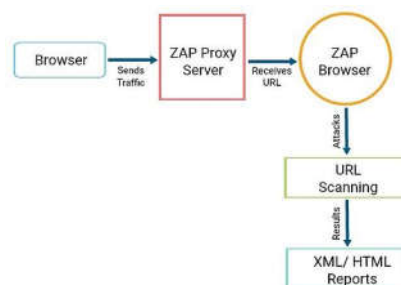 Browser
Sends
Traffic
ZAP Proxy
Server
Receives
URL
ZAP
Browser
Attacks
URL
Scanning
Results
XML/ HTML
Reports